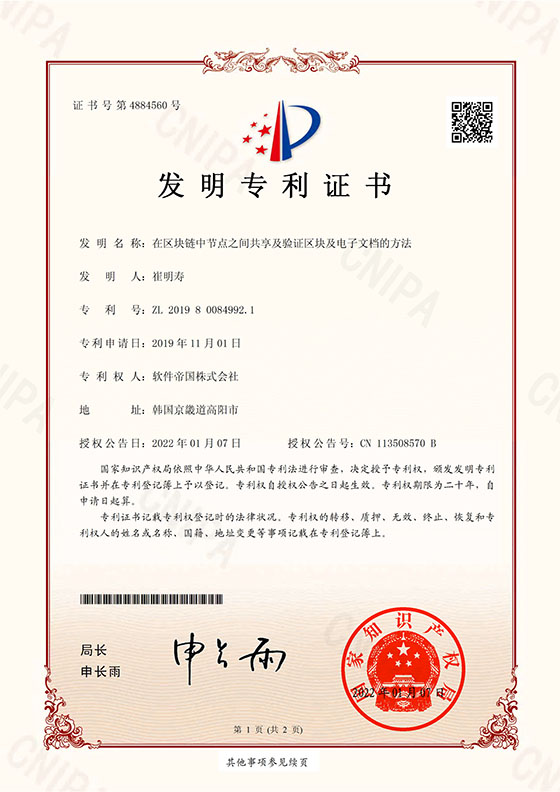 证书号第4884560号
发明专利证书
发明名称：在区块链中节点之间共享及验证区块及电子文档的方法
发明人：崔明寿
专利号：ZL 2019 8 0084992.1
专利申请日：2019年11月01日
专利权人：软件帝国株式会社
地址：韩国京畿道高阳市
授权公告日：2022年01月07日 授权公告号：CN 113508570 B
国家知识产权局依照中华人民共和国专利法进行审查，决定授予专利权，颁发发明专利
证书并在专利登记簿上予以登记。专利权自授权公告之日起生效。专利权期限为二十年，自
申请日起算。
专利证书记载专利权登记时的法律状况。专利权的转移、质押、无效、终止、恢复和专
利权人的姓名或名称、国籍、地址变更等事项记载在专利登记簿上。
局长
申长雨
申长雨
国家知识产权局
2022年01月07日
第 1 页 (共 2 页)
其他事项参见续页
CNIPA
CNIPA
CNIPA
CNIPA
CNIPA
CNIPA